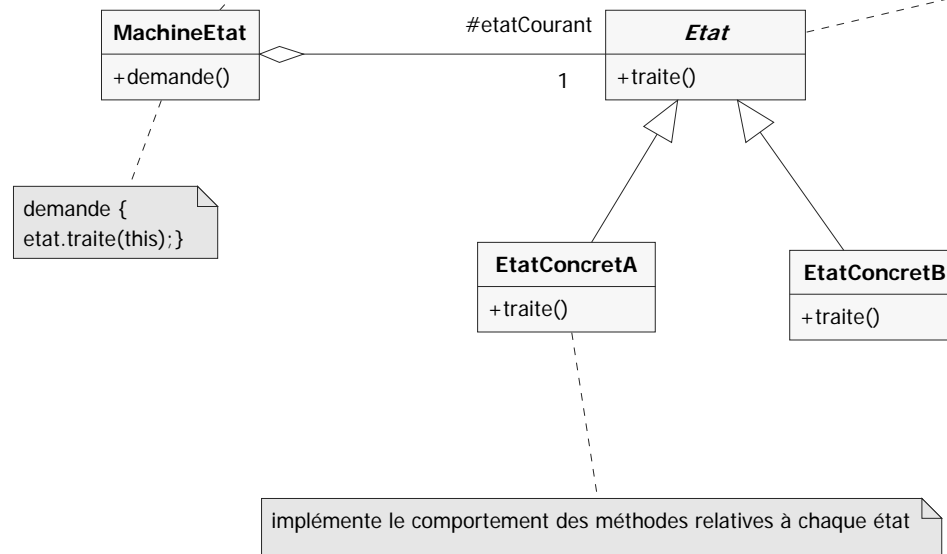 MachineEtat
+demande()
#etatCourant
1
Etat
+traite()
demande {
etat.traite(this);}
EtatConcretA
+traite()
EtatConcretB
+traite()
implémente le comportement des méthodes relatives à chaque état